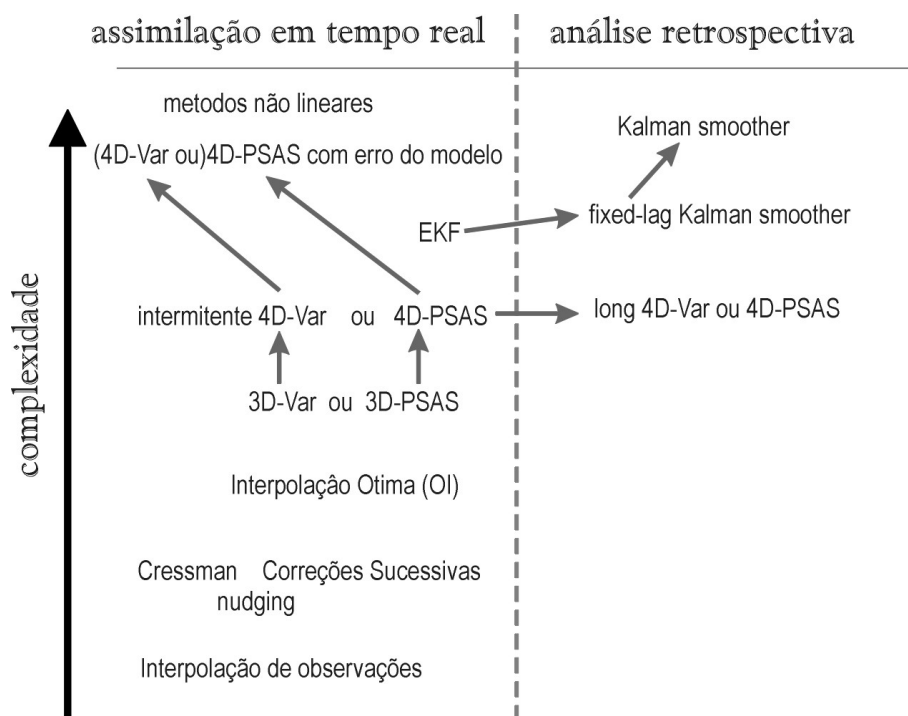 assimilação em tempo real
análise retrospectiva
metodos não lineares
(4D-Var ou)4D-PSAS com erro do modelo
Kalman smoother
EKF
fixed-lag Kalman smoother
intermitente 4D-Var ou 4D-PSAS
long 4D-Var ou 4D-PSAS
3D-Var ou 3D-PSAS
Interpolaçâo Otima (OI)
Cressman Correções Sucessivas
nudging
Interpolação de observações
complexidade